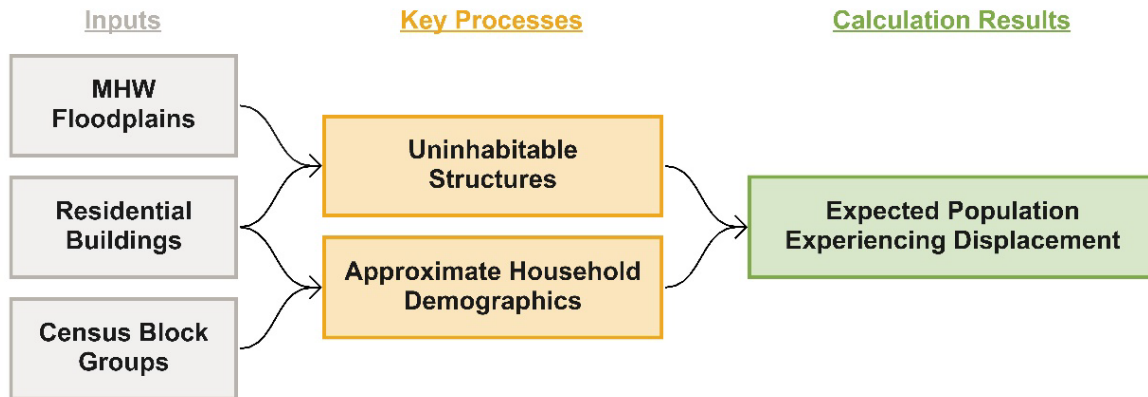 Inputs
Key Processes
Calculation Results
MHW
Floodplains
Residential
Buildings
Census Block
Groups
Uninhabitable
Structures
Approximate Household
Demographics
Expected Population
Experiencing Displacement